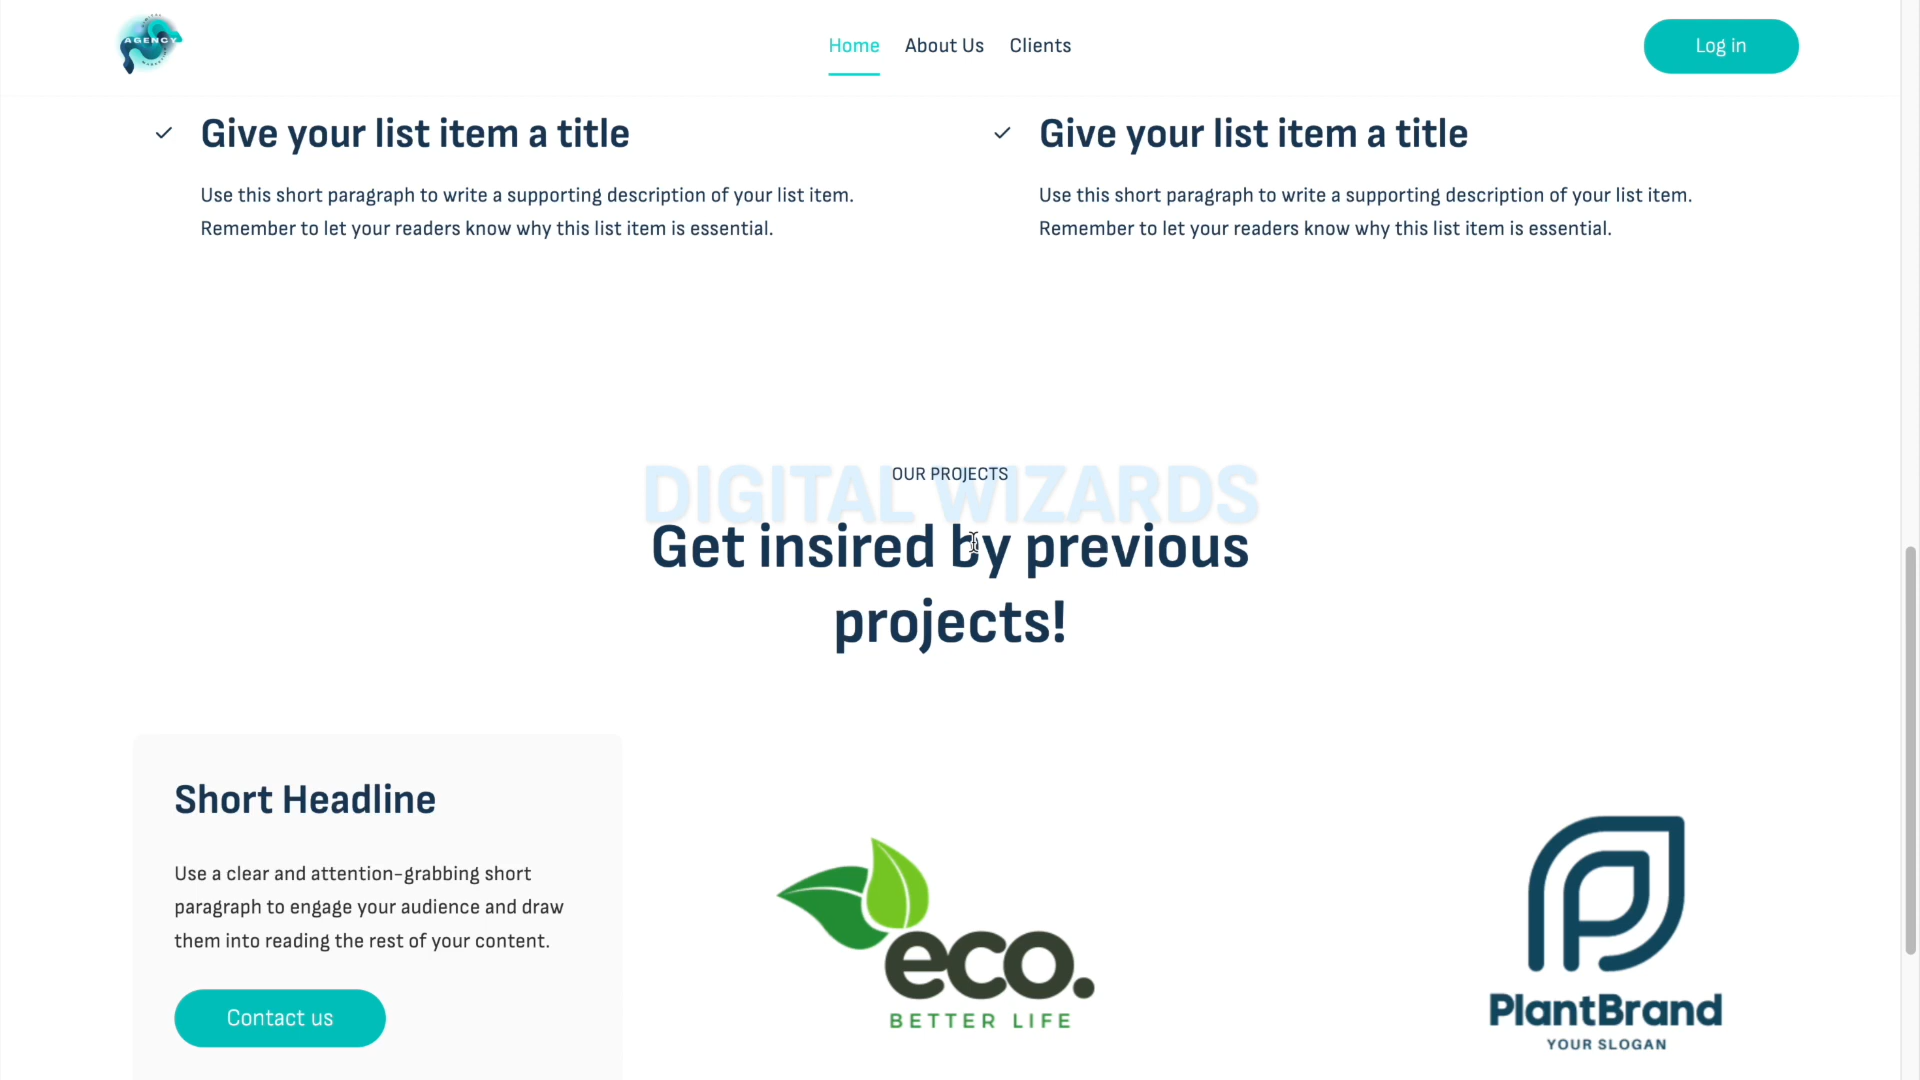 AGENCY
Home
About Us
Clients
Log in
Give your list item a title
Use this short paragraph to write a supporting description of your list item.
Remember to let your readers know why this list item is essential.
Give your list item a title
Use this short paragraph to write a supporting description of your list item.
Remember to let your readers know why this list item is essential.
DIGITAL WIZARDS
OUR PROJECTS
Get insired by previous
projects!
Short Headline
Use a clear and attention-grabbing short
paragraph to engage your audience and draw
them into reading the rest of your content.
Contact us
eco.
BETTER LIFE
PlantBrand
YOUR SLOGAN